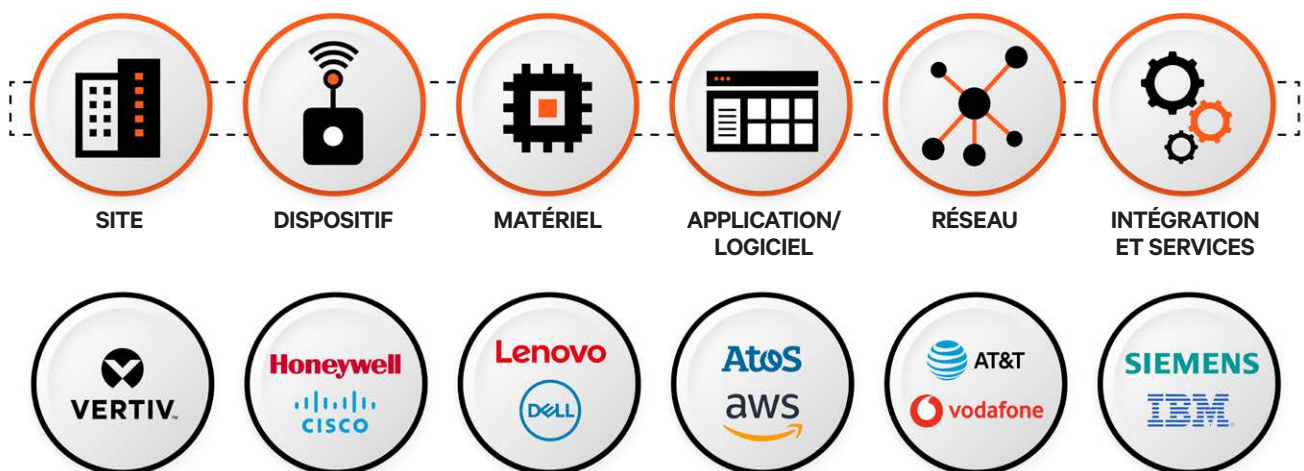 SITE
DISPOSITIF
MATÉRIEL
APPLICATION/
LOGICIEL
RÉSEAU
INTÉGRATION
ET SERVICES
VERTIV™
Honeywell
CISCO
Lenovo
DELL
Atos
aws
AT&T
vodafone
SIEMENS
IBM